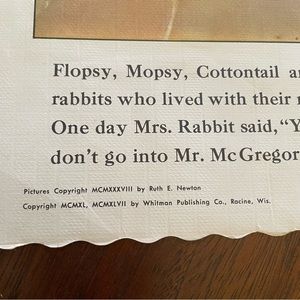 Flopsy, Mopsy, Cottontail
rabbits who lived with their
One day Mrs. Rabbit said, "Y
don't go into Mr. McGregor
Pictures Copyright MCMXXXVIII by Ruth E. Newton
Copyright MCMXL, MCMXLVII by Whitman Publishing Co., Racine, Wis.